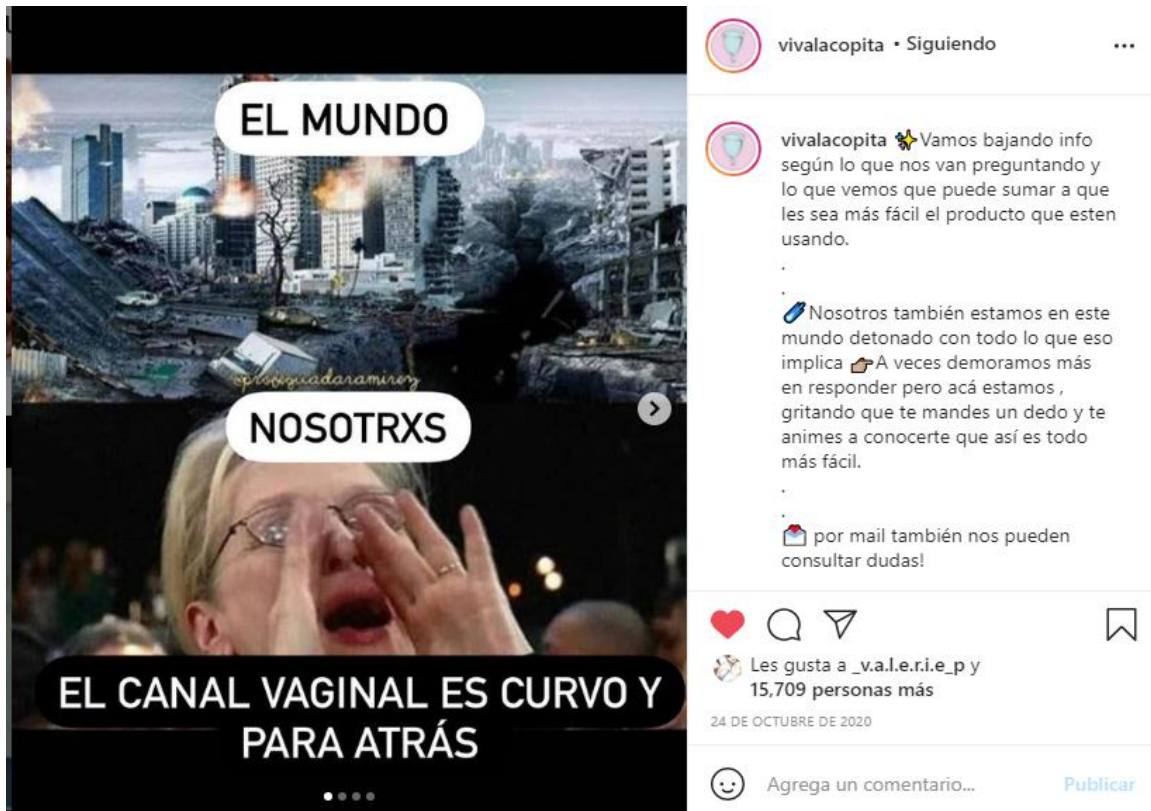 EL MUNDO
@profeguadaramirez
NOSOTRXS
EL CANAL VAGINAL ES CURVO Y
PARA ATRÁS
vivalacopita • Siguiendo
vivalacopita ✨Vamos bajando info
según lo que nos van preguntando y
lo que vemos que puede sumar a que
les sea más fácil el producto que esten
usando.
.
.
Nosotros también estamos en este
mundo detonado con todo lo que eso
implica 👉🏼A veces demoramos más
en responder pero acá estamos ,
gritando que te mandes un dedo y te
animes a conocerte que así es todo
más fácil.
.
.
💌 por mail también nos pueden
consultar dudas!
Les gusta a _v.a.l.e.r.i.e_p y
15,709 personas más
24 DE OCTUBRE DE 2020
Agrega un comentario...
Publicar